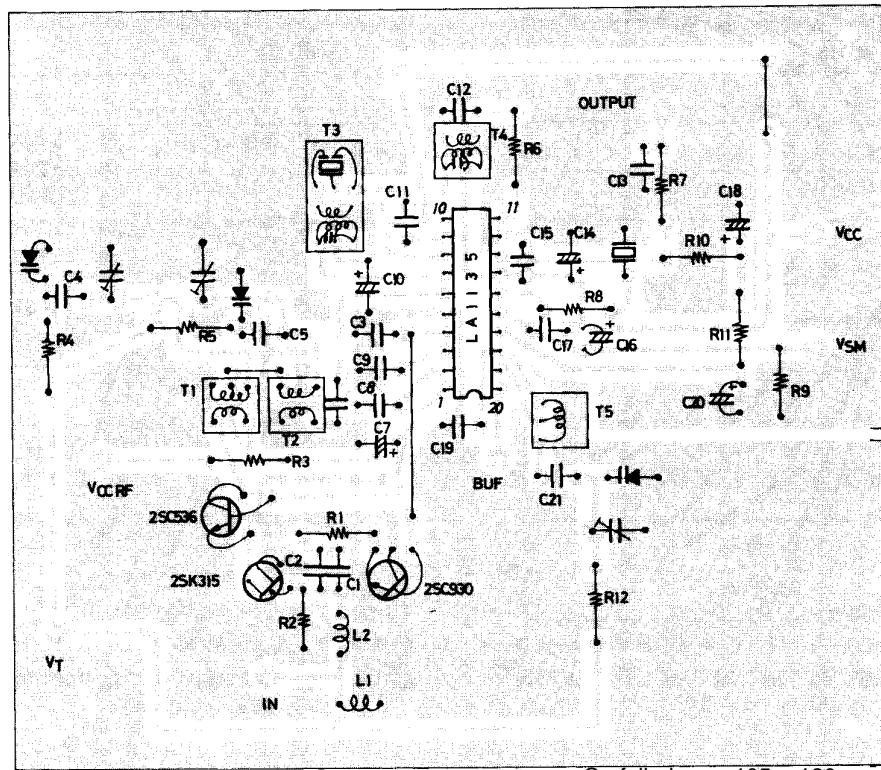 C12
OUTPUT
T3
T4
R6
C13
R7
C18
C11
10
11
VCC
C4
C10
LA1135
C15
C14
R10
R8
R4
R5
C5
C3
C17
C16
R11
VSM
C9
T1
C8
C20
R9
T2
C7
1
20
T5
C19
R3
BUF
C21
VCCRF
2SC536
R1
C2
2SK315
C1
2SC930
R12
R2
L2
VT
L1
IN